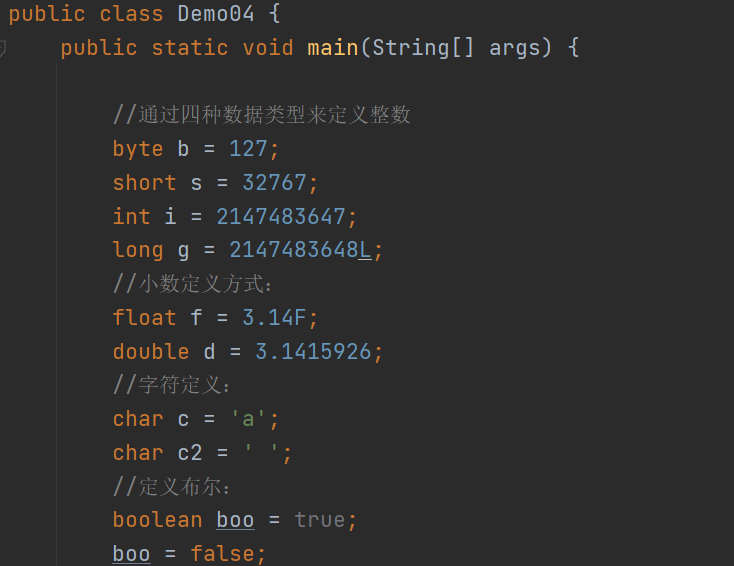 public class Demo04 {
public static void main(String[] args) {
//通过四种数据类型来定义整数
byte b = 127;
short s = 32767;
int i = 2147483647;
long g = 2147483648L;
//小数定义方式:
float f = 3.14F;
double d = 3.1415926;
//字符定义:
char c = 'a';
char c2 = ' ';
//定义布尔:
boolean boo = true;
boo = false;